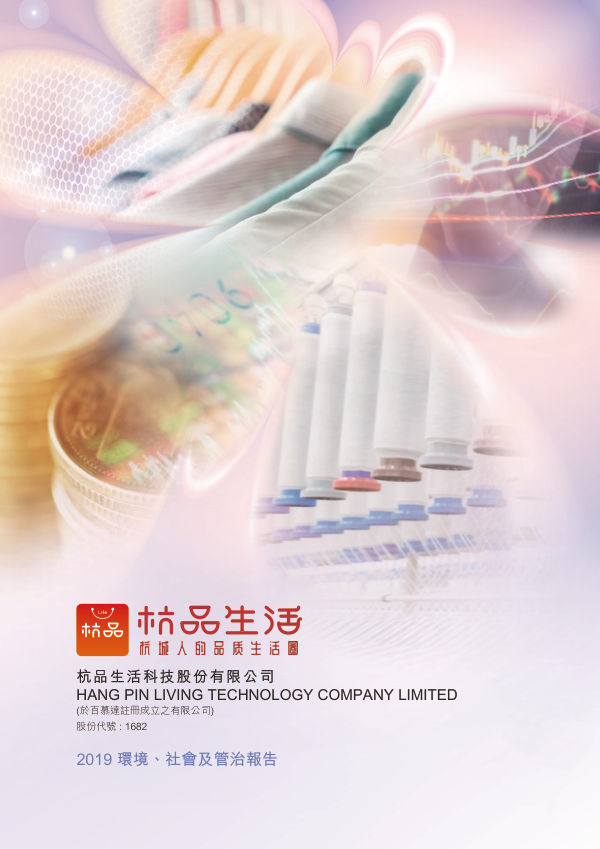 Life
杭品
杭品生活
杭城人的品质生活圈
杭品生活科技股份有限公司
HANG PIN LIVING TECHNOLOGY COMPANY LIMITED
(於百慕達註冊成立之有限公司)
股份代號 : 1682
2019 環境、社會及管治報告